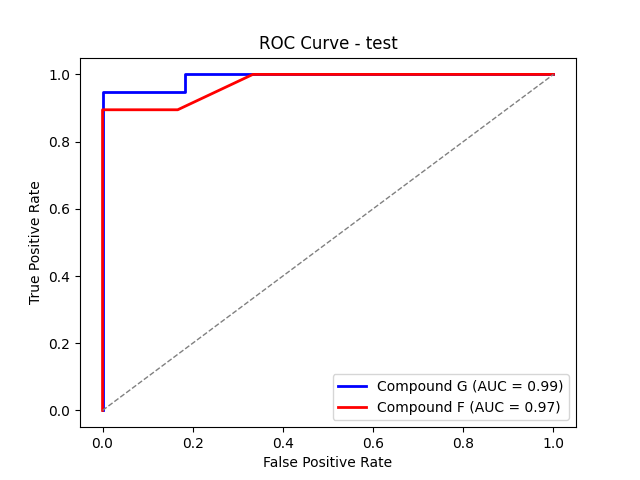 ROC Curve - test
True Positive Rate
1.0
0.8
0.6
0.4
0.2
0.0
0.0 0.2 0.4 0.6 0.8 1.0
False Positive Rate
Compound G (AUC = 0.99)
Compound F (AUC = 0.97)